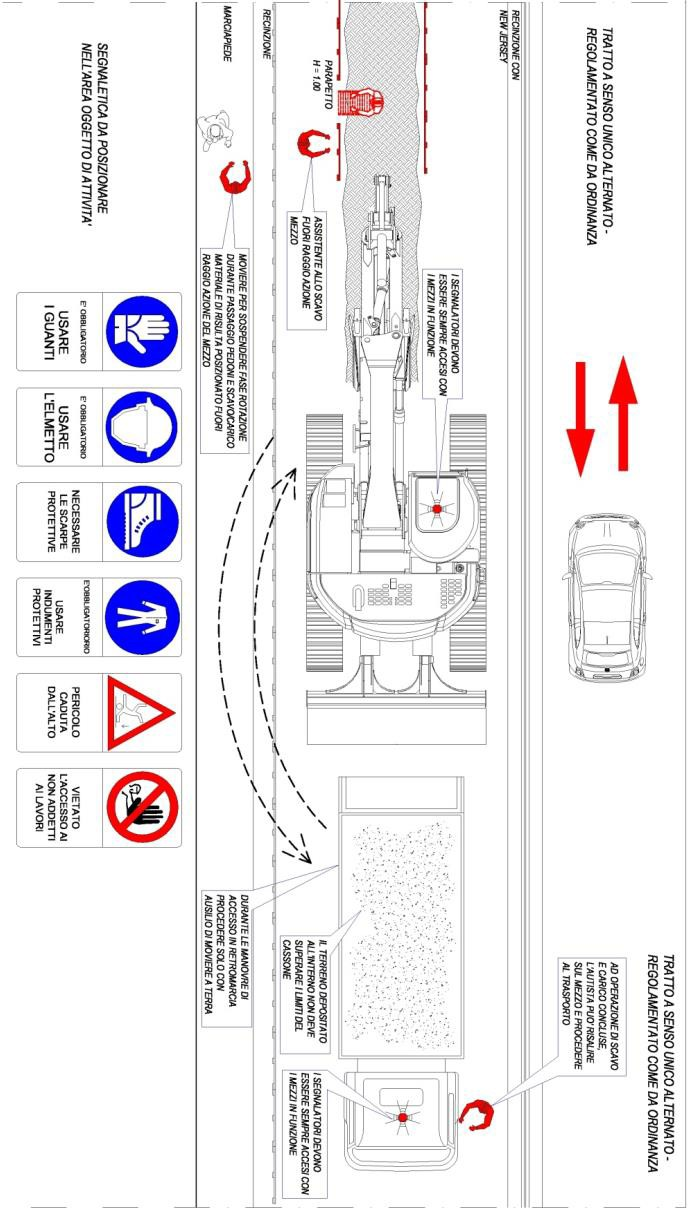 TRATTO A SENSO UNICO ALTERNATO -
REGOLAMENTATO COME DA ORDINANZA
TRATTO A SENSO UNICO ALTERNATO -
REGOLAMENTATO COME DA ORDINANZA
AD OPERAZIONE DI SCAVO
E CARICO CONCLUSE,
L'AUTISTA PUO' RISALIRE
SUL MEZZO E PROCEDERE
AL TRASPORTO
RECINZIONE CON
NEW JERSEY
I SEGNALATORI DEVONO
ESSERE SEMPRE ACCESI CON
I MEZZI IN FUNZIONE
PARAPETTO
H = 1.00
ASSISTENTE ALLO SCAVO
FUORI RAGGIO AZIONE
MEZZO
IL TERRENO DEPOSITATO
ALL'INTERNO NON DEVE
SUPERARE I LIMITI DEL
CASSONE
I SEGNALATORI DEVONO
ESSERE SEMPRE ACCESI CON
I MEZZI IN FUNZIONE
RECINZIONE
MARCIAPIEDE
MOVIERE PER SOSPENDERE FASE ROTAZIONE
DURANTE PASSAGGIO PEDONI E SCAVO/CARICO
MATERIALE DI RISULTA POSIZIONATO FUORI
RAGGIO AZIONE DEL MEZZO
DURANTE LE MANOVRE DI
ACCESSO IN RETROMARCIA
PROCEDERE SOLO CON
AUSILIO DI MOVIERE A TERRA
SEGNALETICA DA POSIZIONARE
NELL'AREA OGGETTO DI ATTIVITA'
E' OBBLIGATORIO
USARE
I GUANTI
E' OBBLIGATORIO
USARE
L'ELMETTO
NECESSARIE
LE SCARPE
PROTETTIVE
E'OBBLIGATORIORIO
USARE
INDUMENTI
PROTETTIVI
PERICOLO
CADUTA
DALL'ALTO
VIETATO
L'ACCESSO AI
NON ADDETTI
AI LAVORI